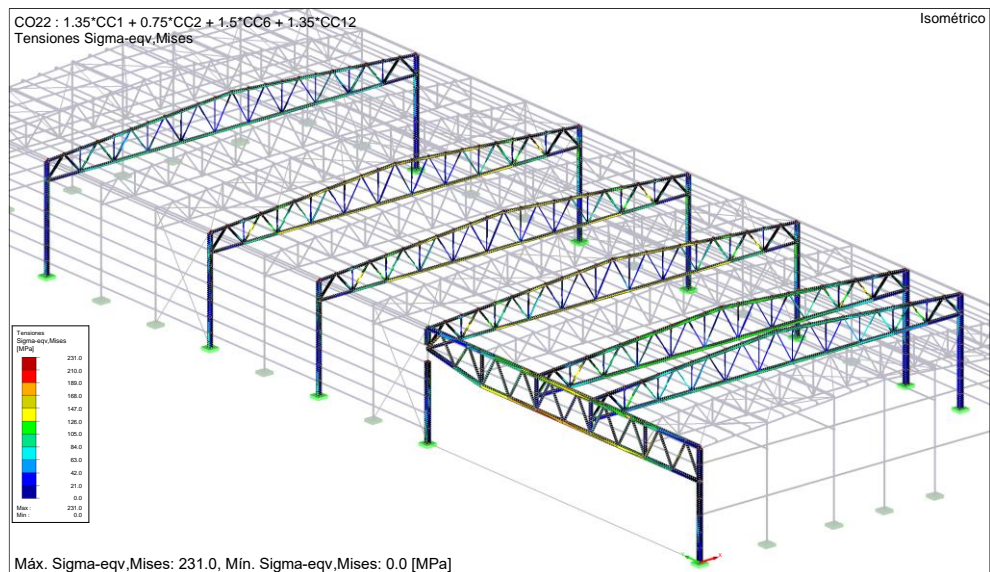 CO22 : 1.35*CC1 + 0.75*CC2 + 1.5*CC6 + 1.35*CC12
Tensiones Sigma-eqv,Mises
Isométrico
Tensiones
Sigma-eqv,Mises
[MPa]
231.0
210.0
189.0
168.0
147.0
126.0
105.0
84.0
63.0
42.0
21.0
0.0
Max : 231.0
Min : 0.0
Máx. Sigma-eqv,Mises: 231.0, Mín. Sigma-eqv,Mises: 0.0 [MPa]